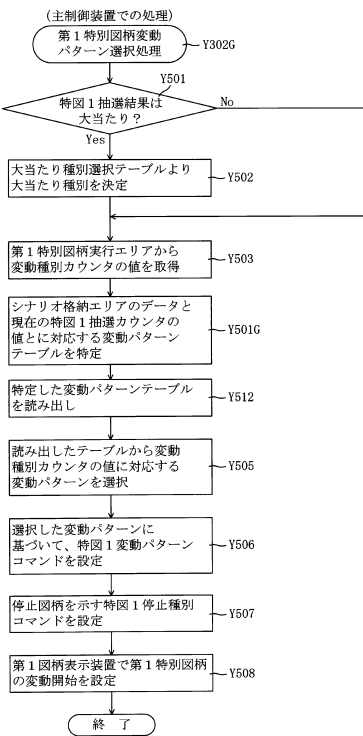 (主制御装置での処理)
第1特別図柄変動
パターン選択処理
Y302G
Y501
特図1抽選結果は
大当たり?
No
Yes
大当たり種別選択テーブルより
大当たり種別を決定
Y502
第1特別図柄実行エリアから
変動種別カウンタの値を取得
Y503
シナリオ格納エリアのデータと
現在の特図1抽選カウンタの
値とに対応する変動パターン
テーブルを特定
Y501G
特定した変動パターンテーブル
を読み出し
Y512
読み出したテーブルから変動
種別カウンタの値に対応する
変動パターンを選択
Y505
選択した変動パターンに
基づいて、特図1変動パターン
コマンドを設定
Y506
停止図柄を示す特図1停止種別
コマンドを設定
Y507
第1図柄表示装置で第1特別図柄
の変動開始を設定
Y508
終 了